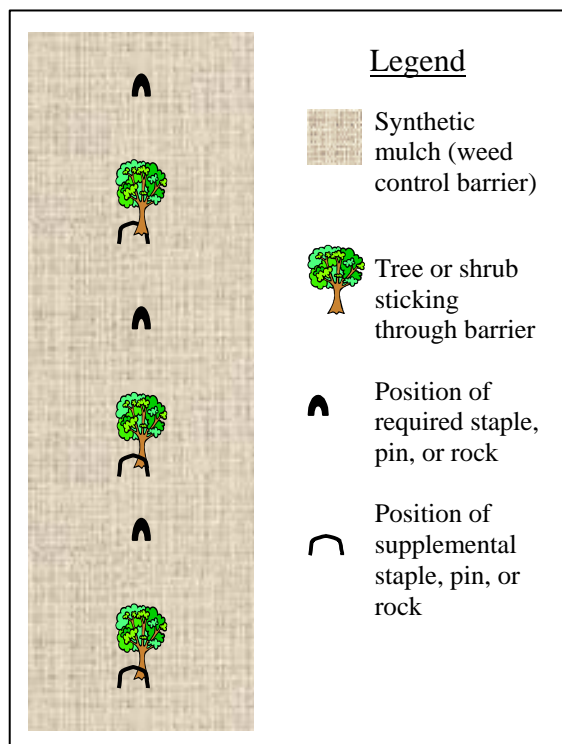 Legend
Synthetic
mulch (weed
control barrier)
Tree or shrub
sticking
through barrier
Position of
required staple,
pin, or rock
Position of
supplemental
staple, pin, or
rock